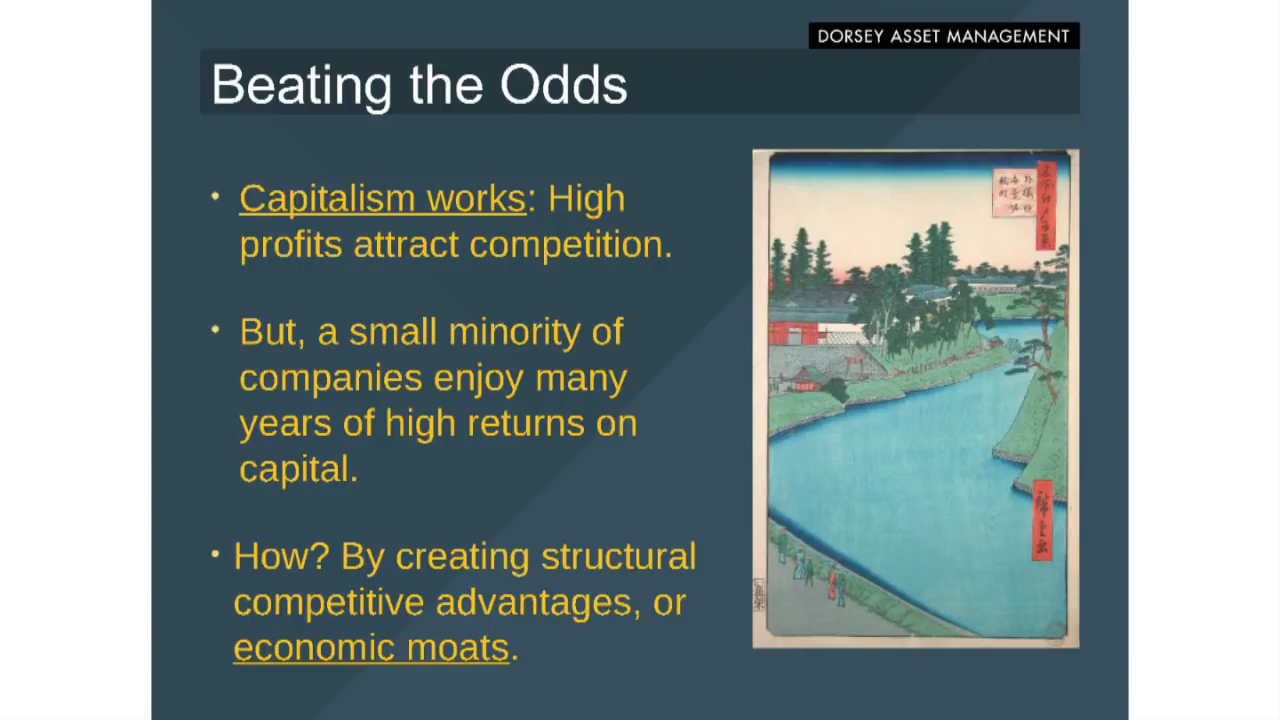 DORSEY ASSET MANAGEMENT
Beating the Odds
• Capitalism works: High
profits attract competition.
• But, a small minority of
companies enjoy many
years of high returns on
capital.
• How? By creating structural
competitive advantages, or
economic moats.